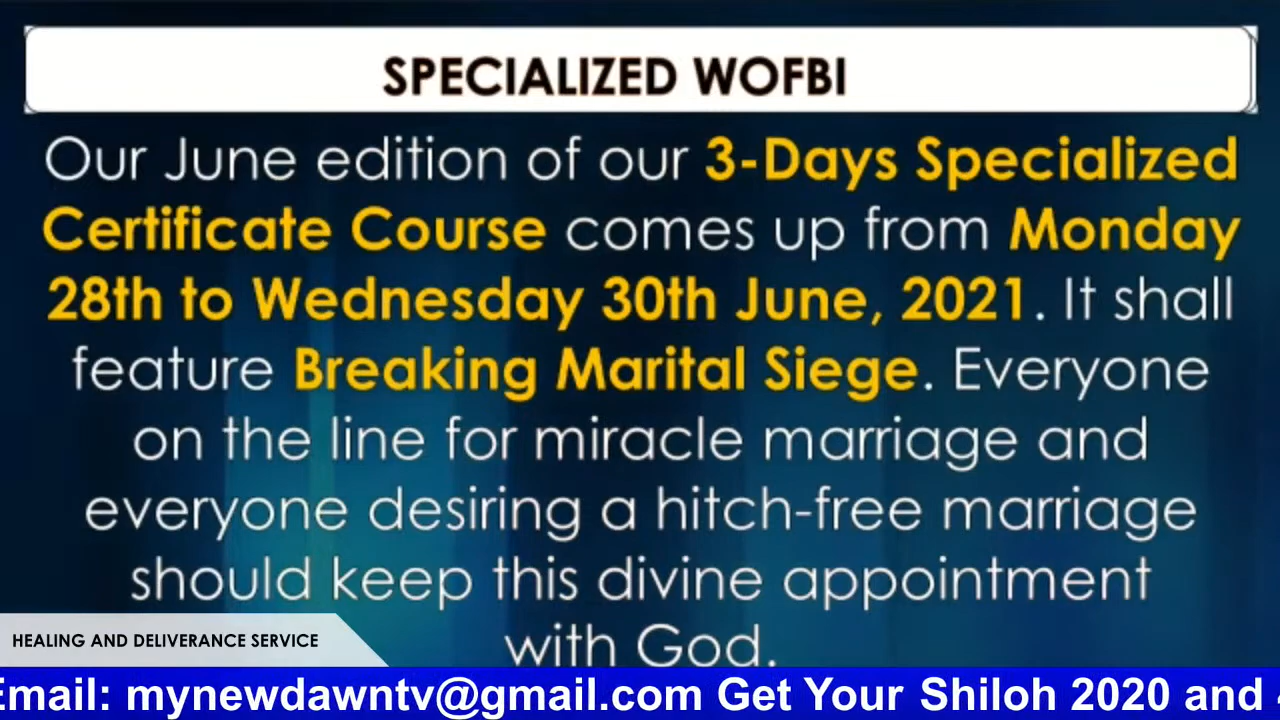 SPECIALIZED WOFBI
Our June edition of our 3-Days Specialized
Certificate Course comes up from Monday
28th to Wednesday 30th June, 2021. It shall
feature Breaking Marital Siege. Everyone
on the line for miracle marriage and
everyone desiring a hitch-free marriage
should keep this divine appointment
with God.
HEALING AND DELIVERANCE SERVICE
Email: mynewdawntv@gmail.com Get Your Shiloh 2020 and